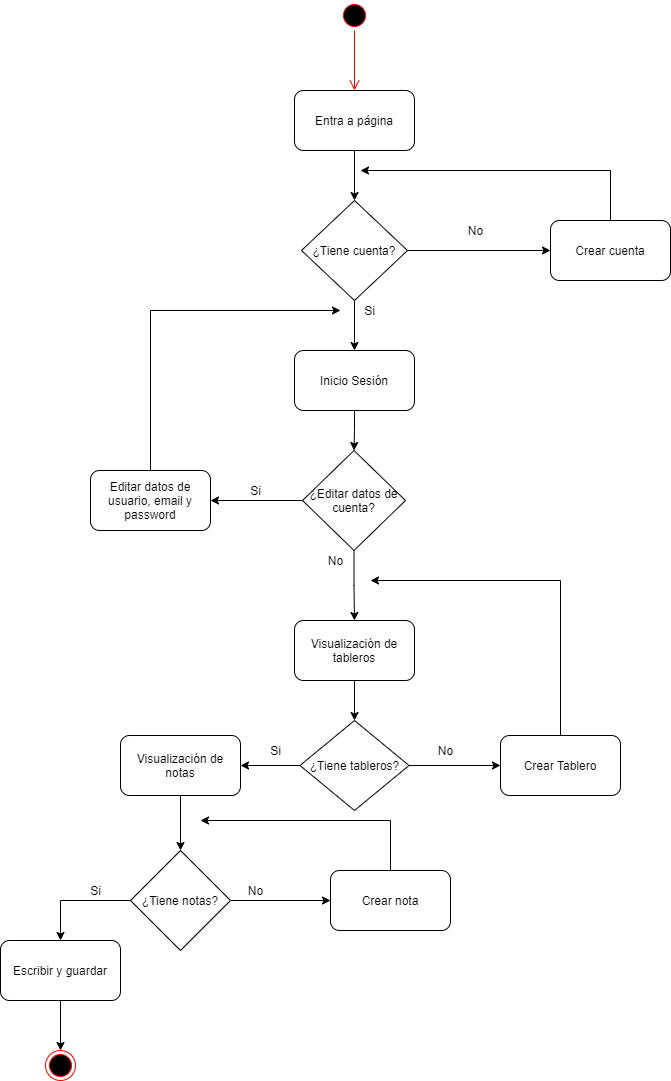 Entra a página
No
¿Tiene cuenta?
Crear cuenta
Si
Inicio Sesión
Editar datos de
usuario, email y
password
Si
¿Editar datos de
cuenta?
No
Visualización de
tableros
Visualización de
notas
Si
¿Tiene tableros?
No
Crear Tablero
Si
¿Tiene notas?
No
Crear nota
Escribir y guardar